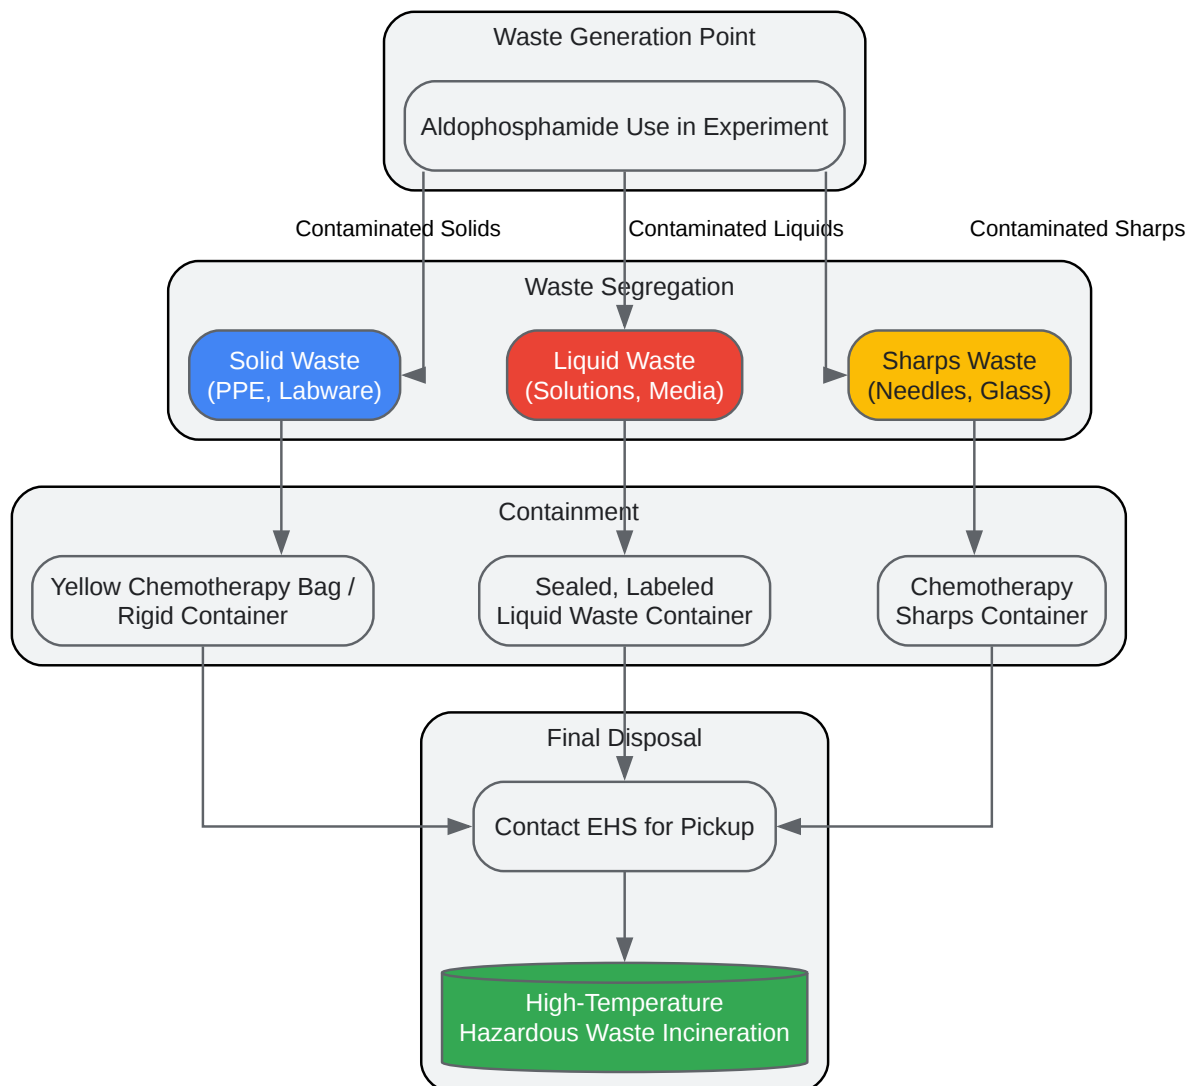 Waste Generation Point
Aldophosphamide Use in Experiment
Contaminated Solids
Contaminated Liquids
Contaminated Sharps
Waste Segregation
Solid Waste
(PPE, Labware)
Liquid Waste
(Solutions, Media)
Sharps Waste
(Needles, Glass)
Containment
Yellow Chemotherapy Bag /
Rigid Container
Sealed, Labeled
Liquid Waste Container
Chemotherapy
Sharps Container
Final Disposal
Contact EHS for Pickup
High-Temperature
Hazardous Waste Incineration